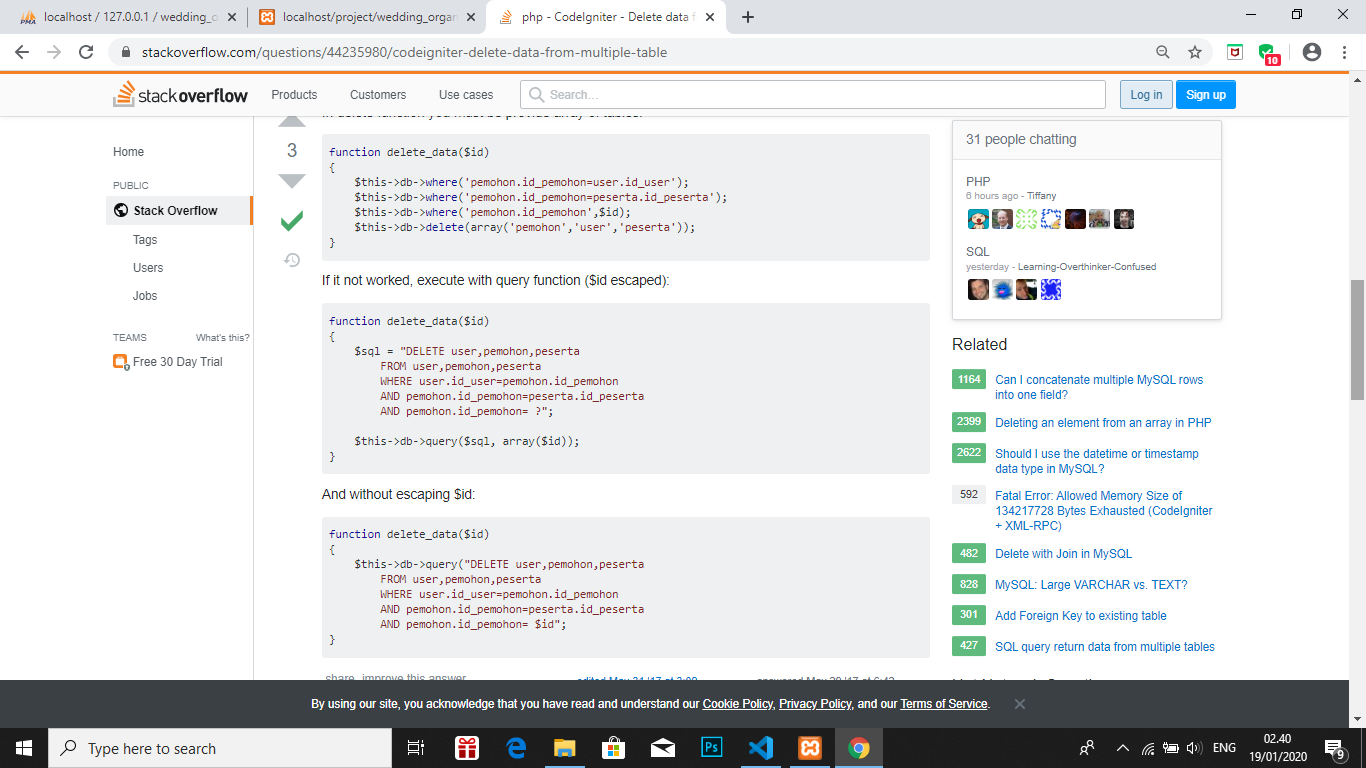 localhost / 127.0.0.1 / wedding_o
localhost/project/wedding_organ
php - CodeIgniter - Delete data f
stackoverflow.com/questions/44235980/codeigniter-delete-data-from-multiple-table
10
stackoverflow
Products
Customers
Use cases
Search...
Log in
Sign up
Home
PUBLIC
Stack Overflow
Tags
Users
Jobs
TEAMS
What's this?
Free 30 Day Trial
In delete function you must be provide array of tables.
3
function delete_data($id)
{
$this->db->where('pemohon.id_pemohon=user.id_user');
$this->db->where('pemohon.id_pemohon=peserta.id_peserta');
$this->db->where('pemohon.id_pemohon',$id);
$this->db->delete(array('pemohon','user','peserta'));
}
If it not worked, execute with query function ($id escaped):
function delete_data($id)
{
$sql = "DELETE user,pemohon,peserta
FROM user,pemohon,peserta
WHERE user.id_user=pemohon.id_pemohon
AND pemohon.id_pemohon=peserta.id_peserta
AND pemohon.id_pemohon= ?";
$this->db->query($sql, array($id));
}
And without escaping $id:
function delete_data($id)
{
$this->db->query("DELETE user,pemohon,peserta
FROM user,pemohon,peserta
WHERE user.id_user=pemohon.id_pemohon
AND pemohon.id_pemohon=peserta.id_peserta
AND pemohon.id_pemohon= $id";
}
share improve this answer
31 people chatting
PHP
6 hours ago - Tiffany
SQL
yesterday - Learning-Overthinker-Confused
Related
1164 Can I concatenate multiple MySQL rows
into one field?
2399 Deleting an element from an array in PHP
2622 Should I use the datetime or timestamp
data type in MySQL?
592 Fatal Error: Allowed Memory Size of
134217728 Bytes Exhausted (CodeIgniter
+ XML-RPC)
482 Delete with Join in MySQL
828 MySQL: Large VARCHAR vs. TEXT?
301 Add Foreign Key to existing table
427 SQL query return data from multiple tables
By using our site, you acknowledge that you have read and understand our Cookie Policy, Privacy Policy, and our Terms of Service.
Type here to search
Ps
ENG
02.40
19/01/2020
9